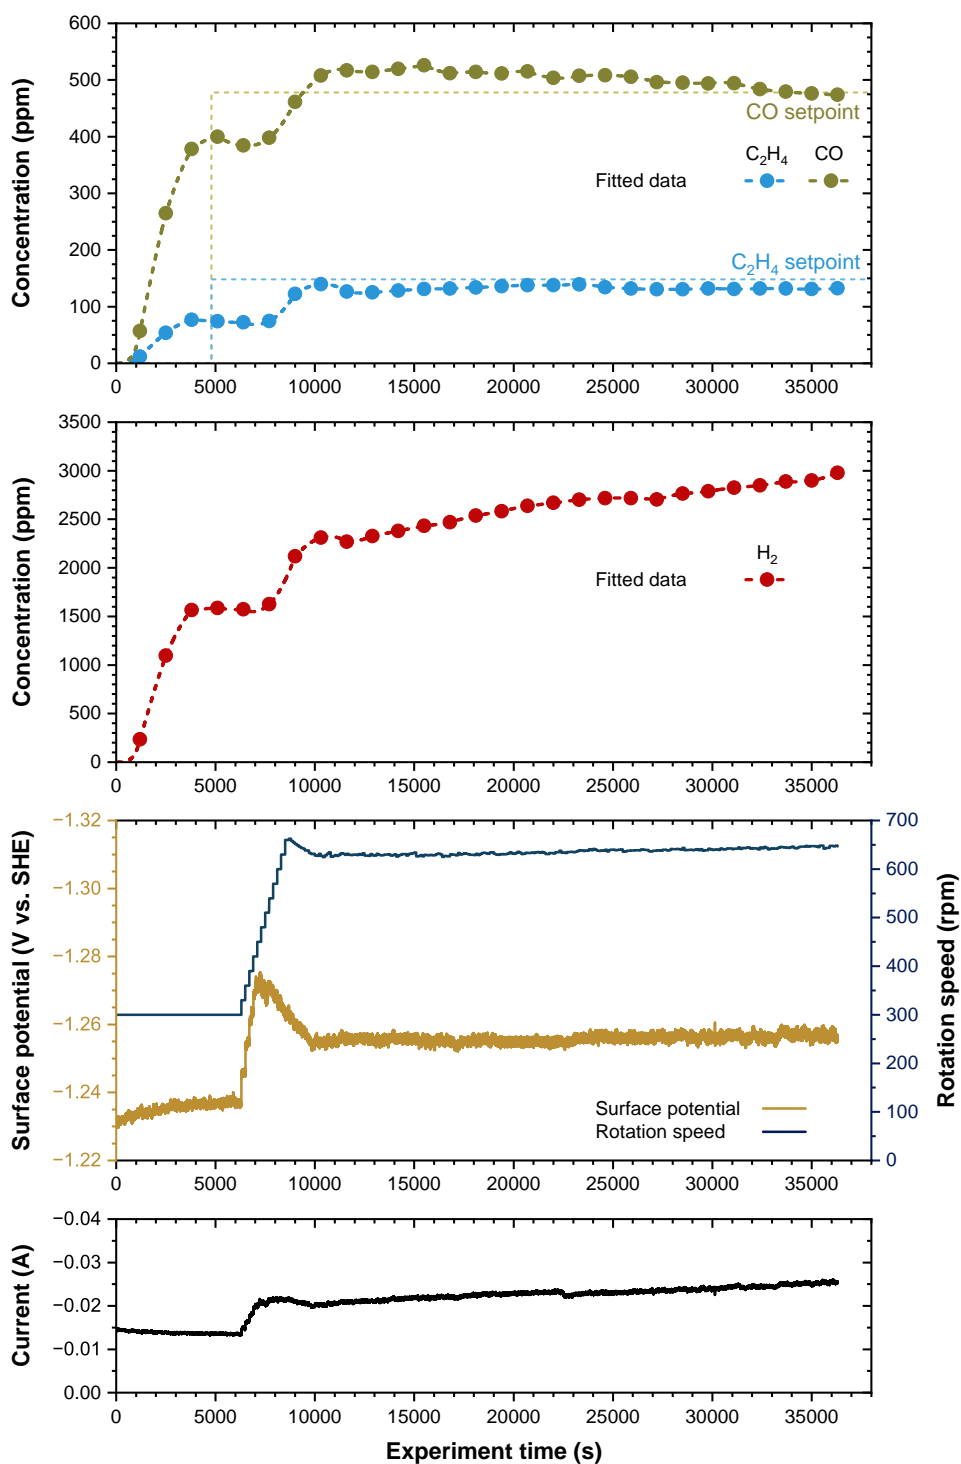 600
500
400
300
200
100
0
Concentration (ppm)
CO setpoint
C₂H₄ CO
Fitted data
C₂H₄ setpoint
0 5000 10000 15000 20000 25000 30000 35000
3500
3000
2500
2000
1500
1000
500
0
Concentration (ppm)
H₂
Fitted data
0 5000 10000 15000 20000 25000 30000 35000
−1.32
−1.30
−1.28
−1.26
−1.24
−1.22
Surface potential (V vs. SHE)
700
600
500
400
300
200
100
0
Rotation speed (rpm)
Surface potential
Rotation speed
0 5000 10000 15000 20000 25000 30000 35000
−0.04
−0.03
−0.02
−0.01
0.00
Current (A)
0 5000 10000 15000 20000 25000 30000 35000
Experiment time (s)